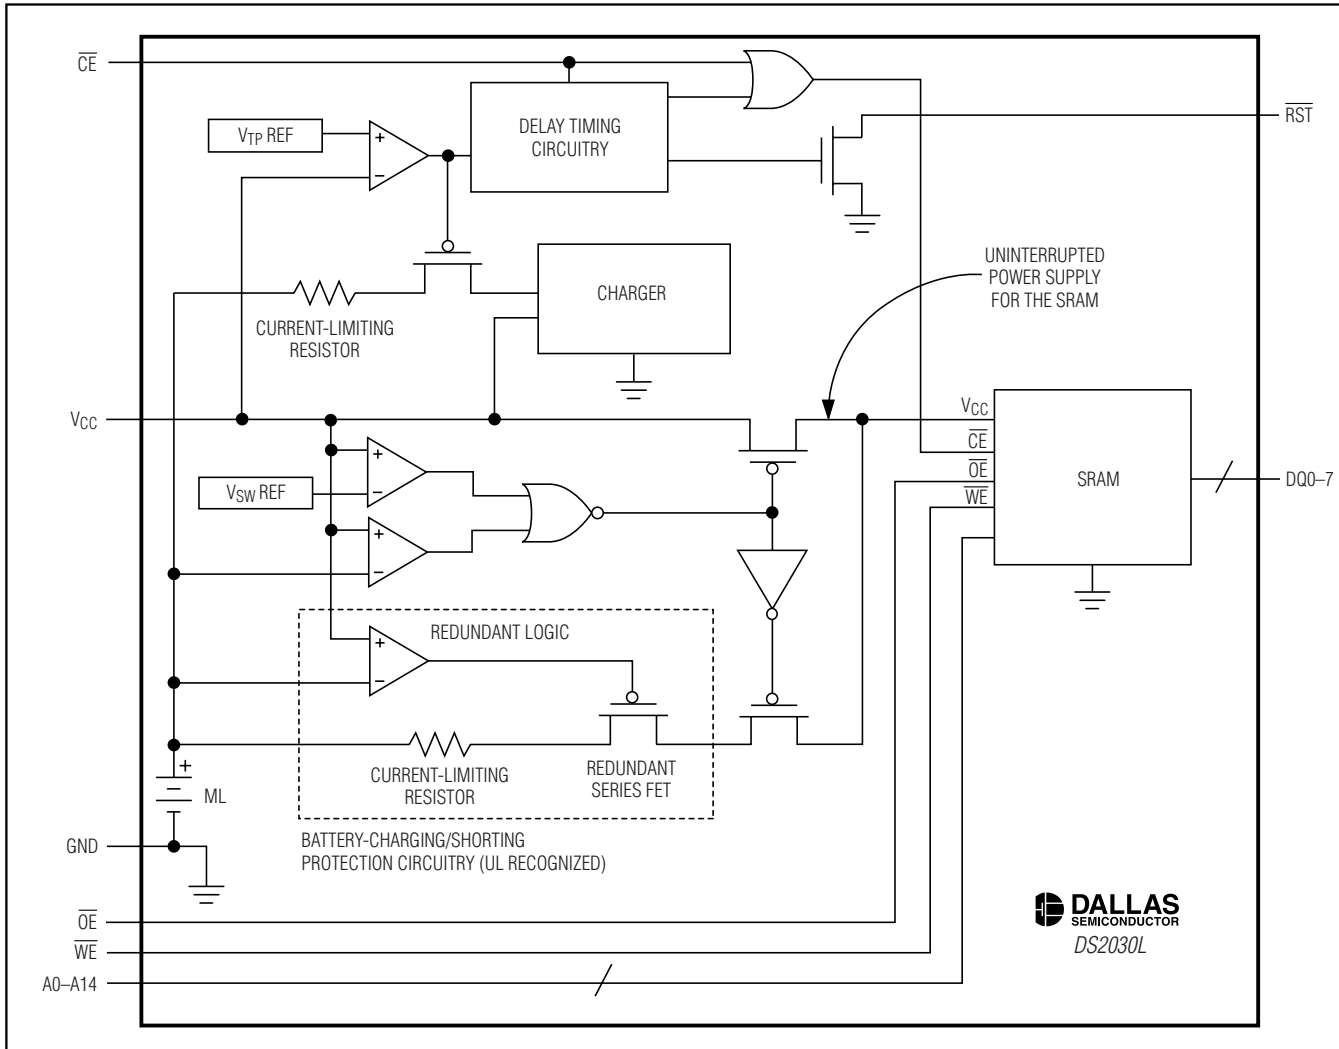 CE
VTP REF
+
−
DELAY TIMING
CIRCUITRY
RST
UNINTERRUPTED
POWER SUPPLY
FOR THE SRAM
CHARGER
CURRENT-LIMITING
RESISTOR
VCC
VCC
CE
OE
WE
SRAM
DQ0–7
+
−
VSW REF
+
−
REDUNDANT LOGIC
+
−
CURRENT-LIMITING
RESISTOR
REDUNDANT
SERIES FET
+
ML
BATTERY-CHARGING/SHORTING
PROTECTION CIRCUITRY (UL RECOGNIZED)
GND
OE
WE
A0–A14
DALLAS
SEMICONDUCTOR
DS2030L